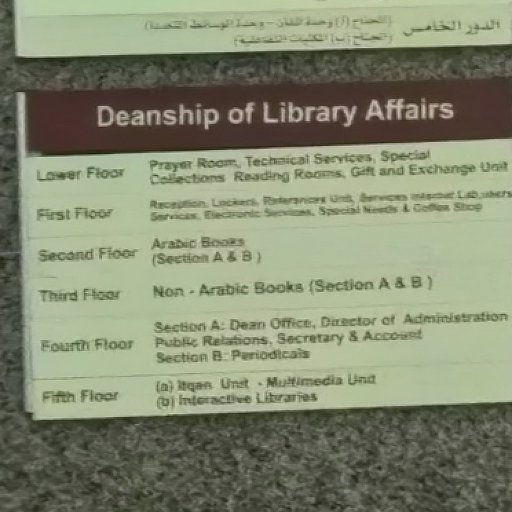 الدور الخامس
(الجناح (أ) وحدة اتقان - وحدة الوسائط المتعددة)
(الجناح (ب) المكتبات التفاعلية)
Deanship of Library Affairs
Lower Floor
Prayer Room, Technical Services, Special
Collections Reading Rooms, Gift and Exchange Unit
First Floor
Reception, Lockers, References Unit, Services Internet Lab,
Services, Electronic Services, Special Needs & Coffee Shop
Second Floor
Arabic Books
(Section A & B )
Third Floor
Non - Arabic Books (Section A & B )
Fourth Floor
Section A: Dean Office, Director of Administration
Public Relations, Secretary & Account
Section B: Periodicals
Fifth Floor
(a) Itqan Unit - Multimedia Unit
(b) Interactive Libraries